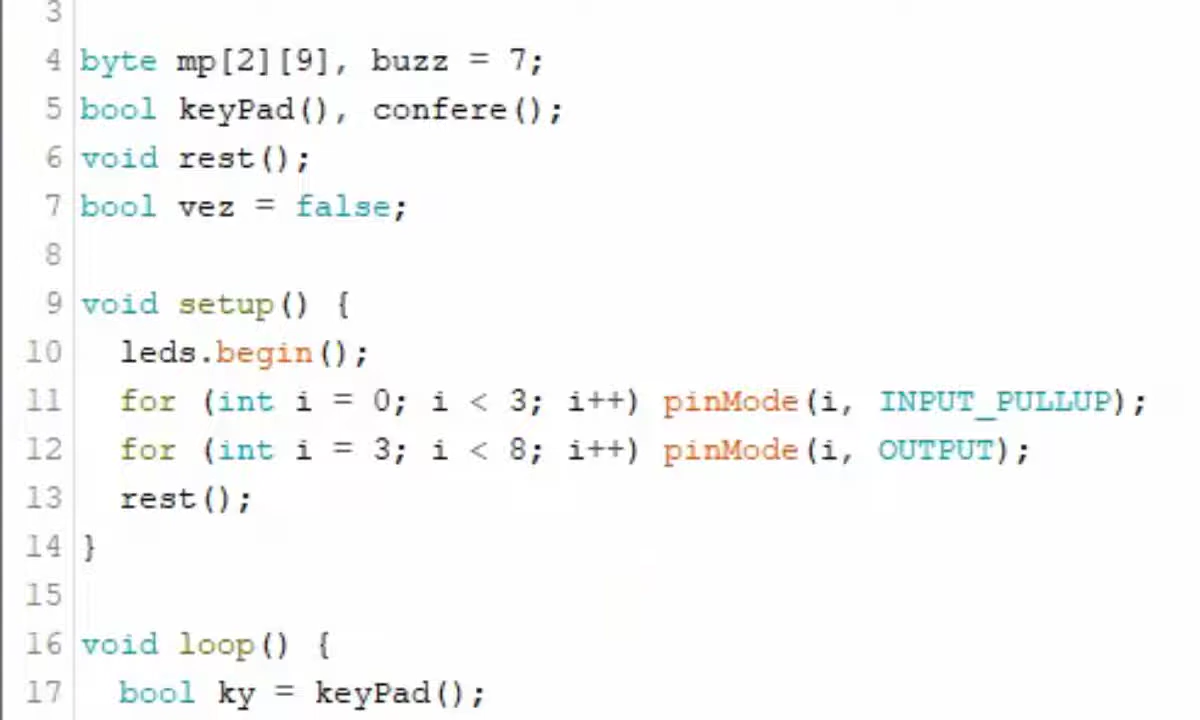 3
4 byte mp[2][9], buzz = 7;
5 bool keyPad(), confere();
6 void rest();
7 bool vez = false;
8
9 void setup() {
10   leds.begin();
11   for (int i = 0; i < 3; i++) pinMode(i, INPUT_PULLUP);
12   for (int i = 3; i < 8; i++) pinMode(i, OUTPUT);
13   rest();
14 }
15
16 void loop() {
17   bool ky = keyPad();